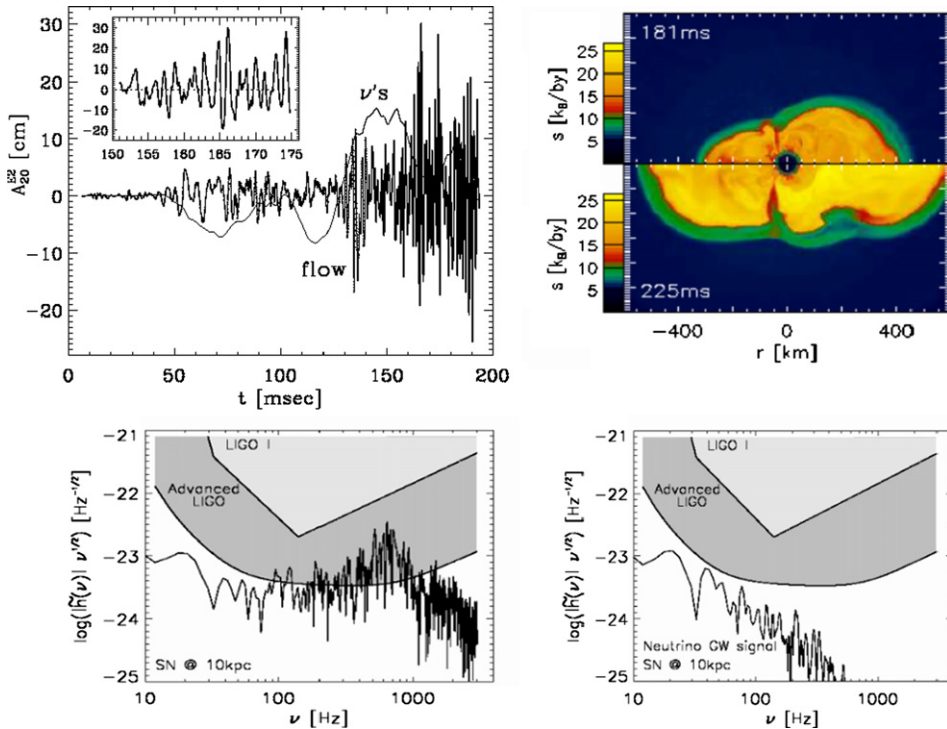 30
20
10
0
-10
-20
A^{E2}_{20} [cm]
30
20
10
0
-10
-20
150 155 160 165 170 175
ν's
flow
0 50 100 150 200
t [msec]
25
20
15
10
5
s [k_B/by]
181ms
25
20
15
10
5
s [k_B/by]
225ms
-400 0 400
r [km]
-21
-22
-23
-24
-25
log(|h̃(ν)| ν^{1/2}) [Hz^{-1/2}]
LIGO I
Advanced
LIGO
SN @ 10kpc
10 100 1000
ν [Hz]
-21
-22
-23
-24
-25
log(|h̃(ν)| ν^{1/2}) [Hz^{-1/2}]
LIGO I
Advanced
LIGO
Neutrino GW signal
SN @ 10kpc
10 100 1000
ν [Hz]